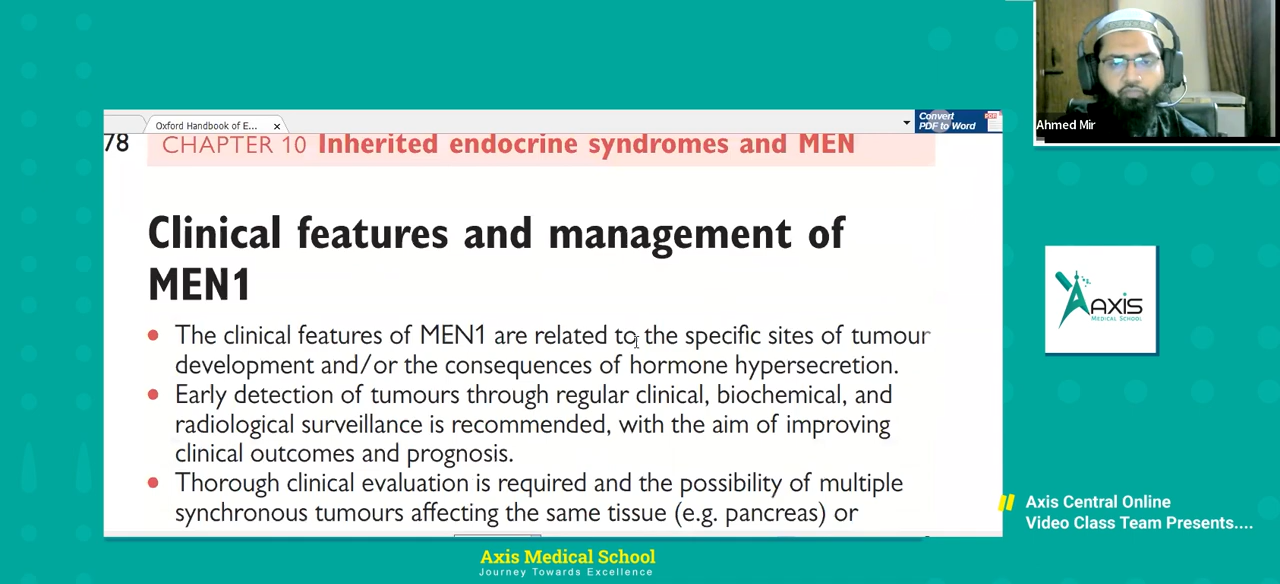 Oxford Handbook of E...
Convert
PDF to Word
PDF
78 CHAPTER 10 Inherited endocrine syndromes and MEN
Clinical features and management of
MEN1
• The clinical features of MEN1 are related to the specific sites of tumour
development and/or the consequences of hormone hypersecretion.
• Early detection of tumours through regular clinical, biochemical, and
radiological surveillance is recommended, with the aim of improving
clinical outcomes and prognosis.
• Thorough clinical evaluation is required and the possibility of multiple
synchronous tumours affecting the same tissue (e.g. pancreas) or
Ahmed Mir
AXIS
MEDICAL SCHOOL
Axis Central Online
Video Class Team Presents....
Axis Medical School
Journey Towards Excellence